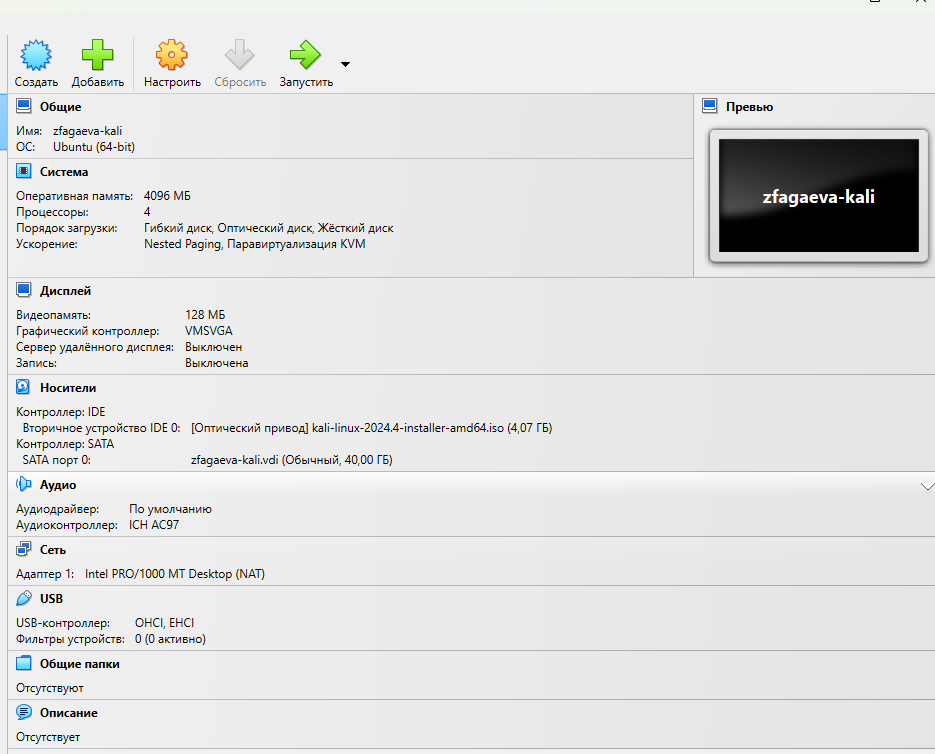 Создать Добавить Настроить Сбросить Запустить
Общие
Имя: zfagaeva-kali
ОС: Ubuntu (64-bit)
Система
Оперативная память: 4096 МБ
Процессоры: 4
Порядок загрузки: Гибкий диск, Оптический диск, Жёсткий диск
Ускорение: Nested Paging, Паравиртуализация KVM
Превью
zfagaeva-kali
Дисплей
Видеопамять: 128 МБ
Графический контроллер: VMSVGA
Сервер удалённого дисплея: Выключен
Запись: Выключена
Носители
Контроллер: IDE
Вторичное устройство IDE 0: [Оптический привод] kali-linux-2024.4-installer-amd64.iso (4,07 ГБ)
Контроллер: SATA
SATA порт 0: zfagaeva-kali.vdi (Обычный, 40,00 ГБ)
Аудио
Аудиодрайвер: По умолчанию
Аудиоконтроллер: ICH AC97
Сеть
Адаптер 1: Intel PRO/1000 MT Desktop (NAT)
USB
USB-контроллер: OHCI, EHCI
Фильтры устройств: 0 (0 активно)
Общие папки
Отсутствуют
Описание
Отсутствует